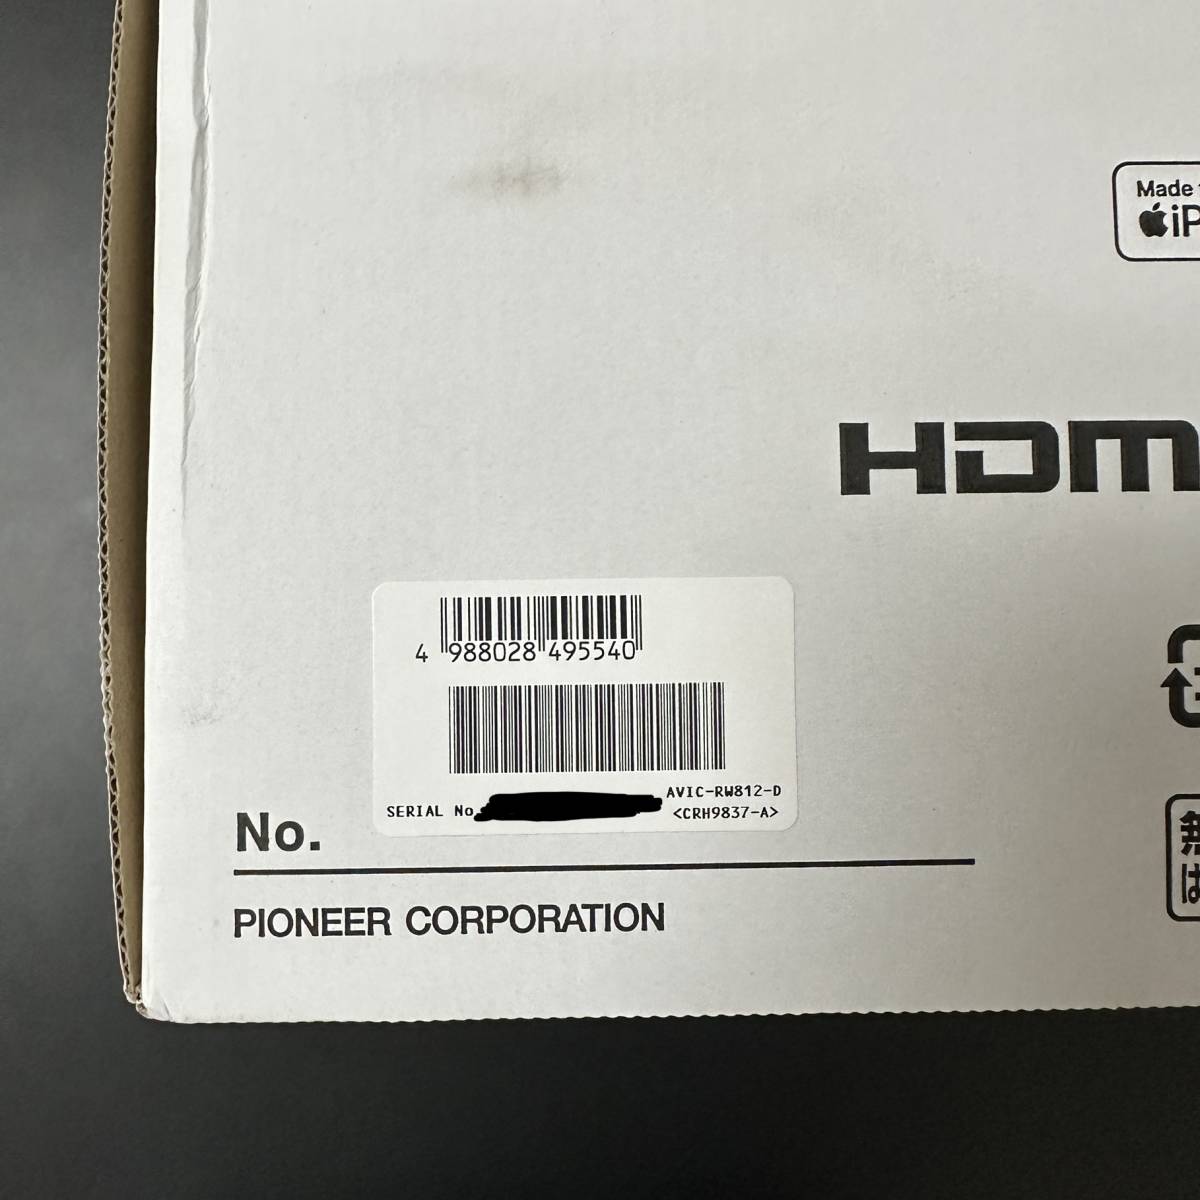 Made
iP
HDM
4 988028 495540
AVIC-RW812-D
SERIAL No
<CRH9837-A>
No.
PIONEER CORPORATION
無
は